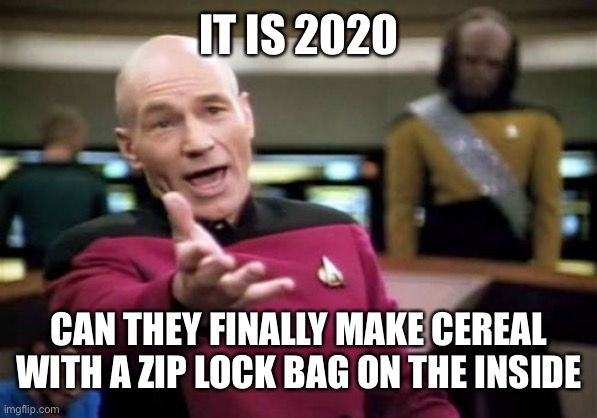 IT IS 2020
CAN THEY FINALLY MAKE CEREAL
WITH A ZIP LOCK BAG ON THE INSIDE
imgflip.com